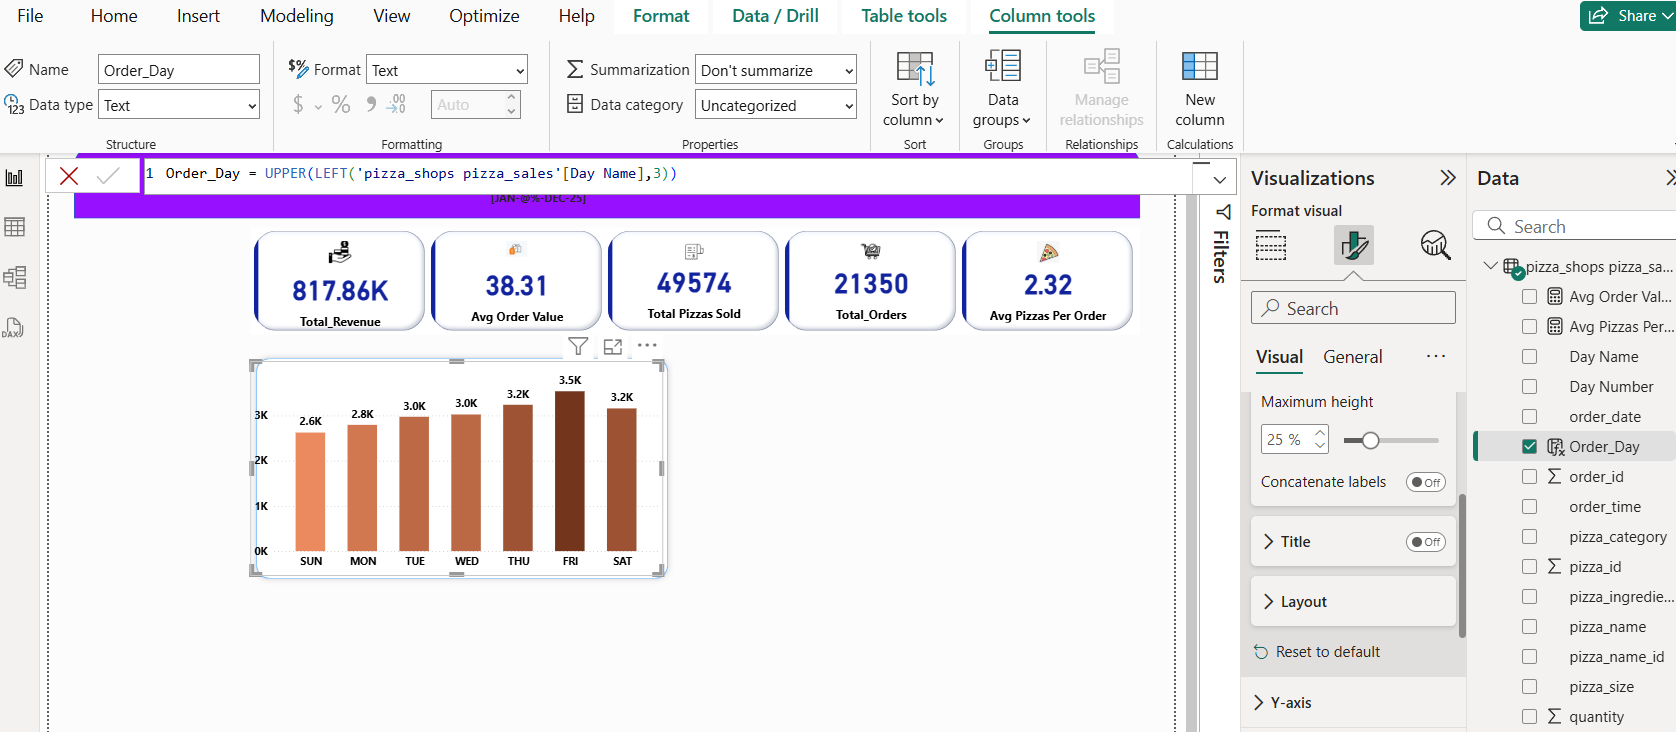 File Home Insert Modeling View Optimize Help Format Data / Drill Table tools Column tools Share
Name Order_Day
Data type Text
Structure
$% Format Text
$ % 9 .00 Auto
Formatting
Summarization Don't summarize
Data category Uncategorized
Properties
Sort by
column
Sort
Data
groups
Groups
Manage
relationships
Relationships
New
column
Calculations
1 Order_Day = UPPER(LEFT('pizza_shops pizza_sales'[Day Name],3))
[JAN-@%-DEC-25]
817.86K
Total_Revenue
38.31
Avg Order Value
49574
Total Pizzas Sold
21350
Total_Orders
2.32
Avg Pizzas Per Order
3K
2K
1K
0K
2.6K 2.8K 3.0K 3.0K 3.2K 3.5K 3.2K
SUN MON TUE WED THU FRI SAT
DAX
Filters
Visualizations
Format visual
Search
Visual General
Maximum height
25 %
Concatenate labels Off
Title Off
Layout
Reset to default
Y-axis
Data
Search
pizza_shops pizza_sa...
Avg Order Val...
Avg Pizzas Per...
Day Name
Day Number
order_date
Order_Day
order_id
order_time
pizza_category
pizza_id
pizza_ingredie...
pizza_name
pizza_name_id
pizza_size
quantity